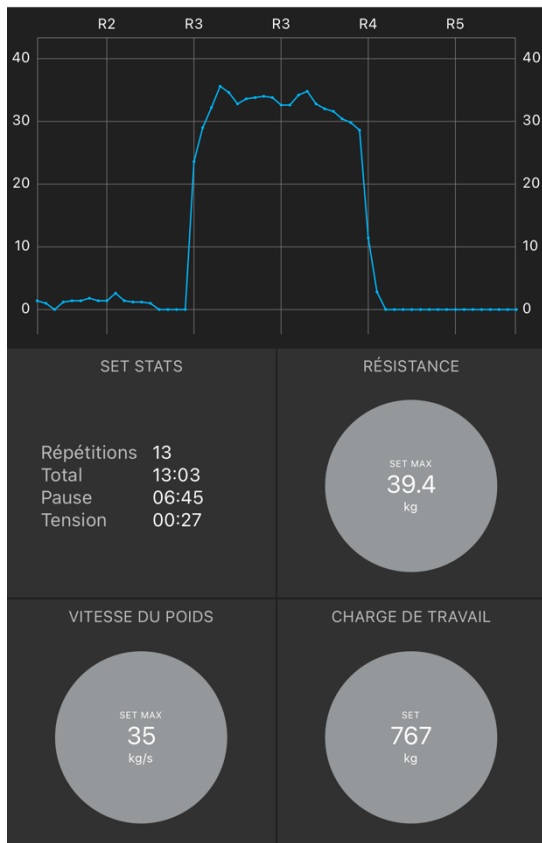 R2 R3 R3 R4 R5
40 40
30 30
20 20
10 10
0 0
SET STATS
Répétitions 13
Total 13:03
Pause 06:45
Tension 00:27
RÉSISTANCE
SET MAX
39.4
kg
VITESSE DU POIDS
SET MAX
35
kg/s
CHARGE DE TRAVAIL
SET
767
kg